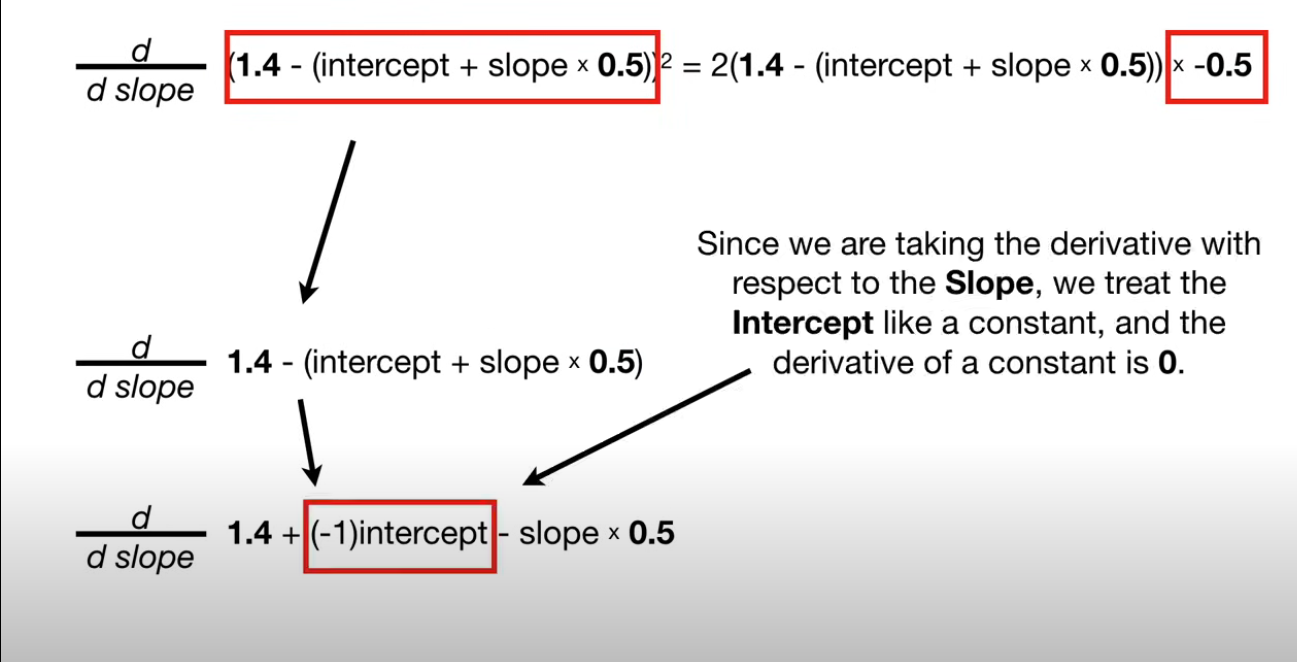 d
d slope
(1.4 - (intercept + slope × 0.5))² = 2(1.4 - (intercept + slope × 0.5)) × -0.5
Since we are taking the derivative with
respect to the Slope, we treat the
Intercept like a constant, and the
derivative of a constant is 0.
d
d slope
1.4 - (intercept + slope × 0.5)
d
d slope
1.4 + (-1)intercept - slope × 0.5